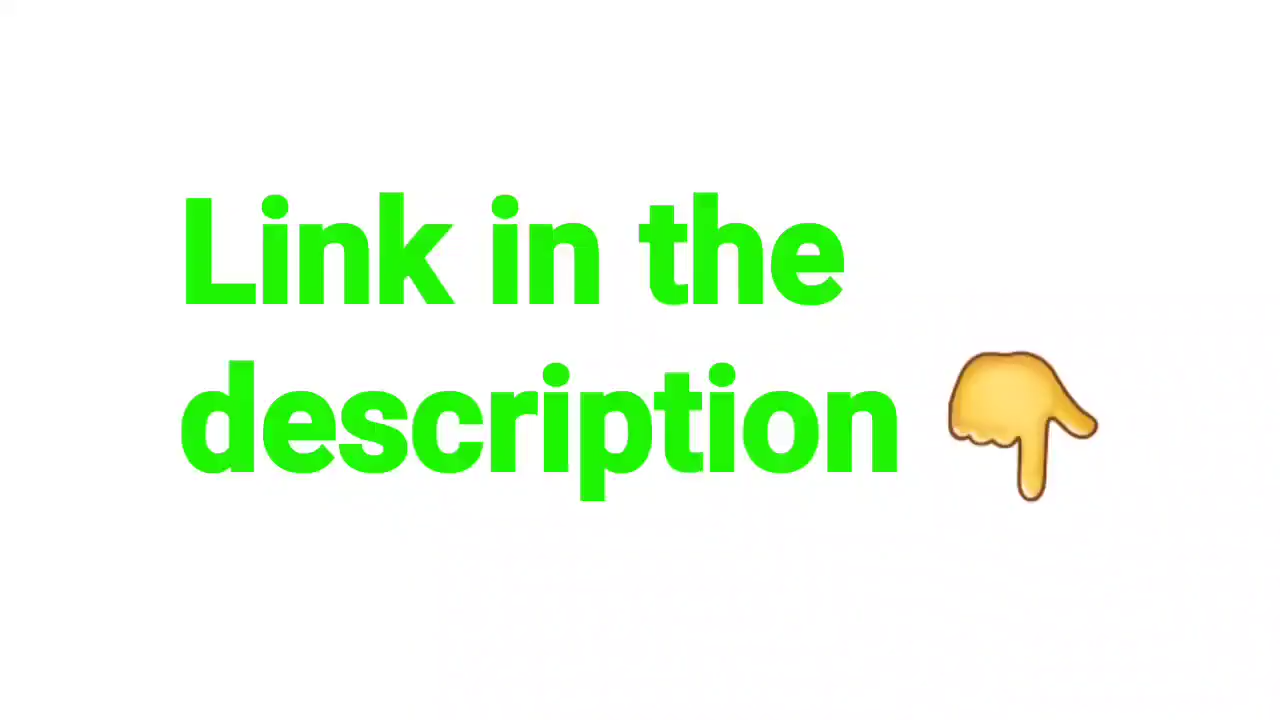 Link in the
description 👇